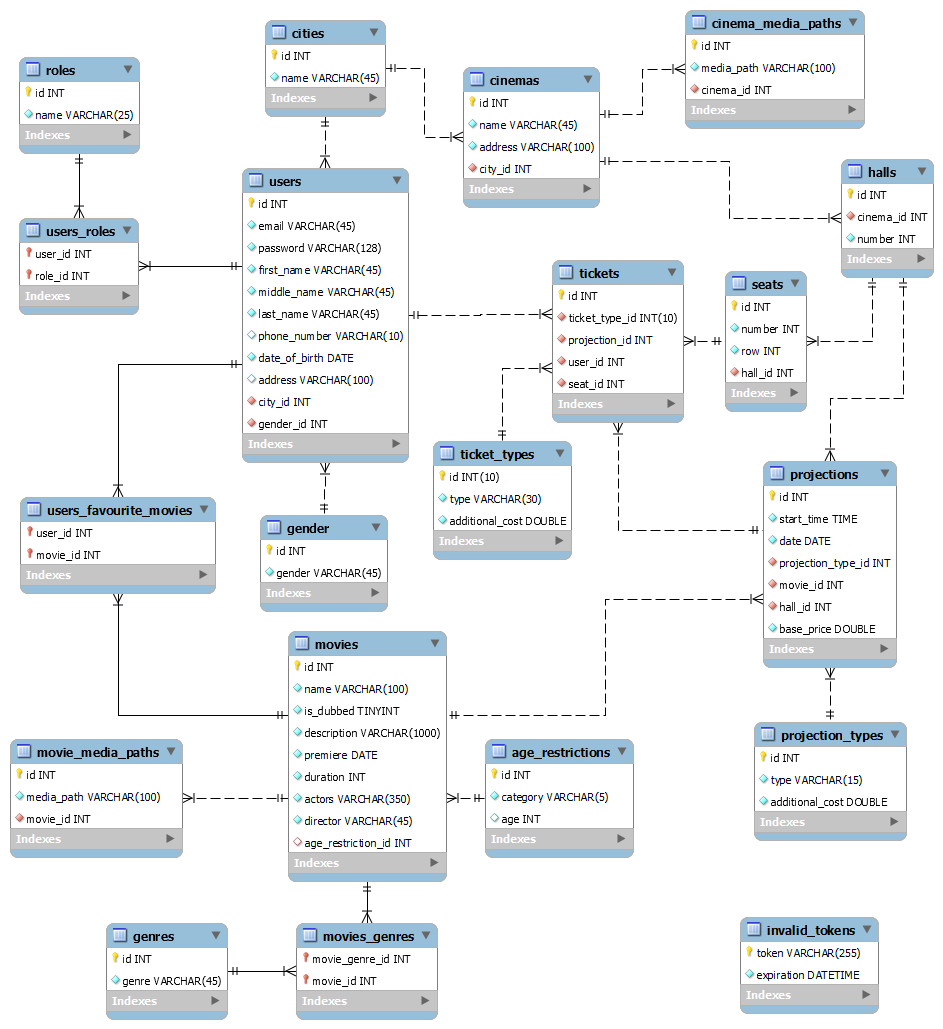 cities
id INT
name VARCHAR(45)
Indexes
cinema_media_paths
id INT
media_path VARCHAR(100)
cinema_id INT
Indexes
roles
id INT
name VARCHAR(25)
Indexes
cinemas
id INT
name VARCHAR(45)
address VARCHAR(100)
city_id INT
Indexes
halls
id INT
cinema_id INT
number INT
Indexes
users
id INT
email VARCHAR(45)
password VARCHAR(128)
first_name VARCHAR(45)
middle_name VARCHAR(45)
last_name VARCHAR(45)
phone_number VARCHAR(10)
date_of_birth DATE
address VARCHAR(100)
city_id INT
gender_id INT
Indexes
users_roles
user_id INT
role_id INT
Indexes
tickets
id INT
ticket_type_id INT(10)
projection_id INT
user_id INT
seat_id INT
Indexes
seats
id INT
number INT
row INT
hall_id INT
Indexes
ticket_types
id INT(10)
type VARCHAR(30)
additional_cost DOUBLE
Indexes
projections
id INT
start_time TIME
date DATE
projection_type_id INT
movie_id INT
hall_id INT
base_price DOUBLE
Indexes
users_favourite_movies
user_id INT
movie_id INT
Indexes
gender
id INT
gender VARCHAR(45)
Indexes
movies
id INT
name VARCHAR(100)
is_dubbed TINYINT
description VARCHAR(1000)
premiere DATE
duration INT
actors VARCHAR(350)
director VARCHAR(45)
age_restriction_id INT
Indexes
movie_media_paths
id INT
media_path VARCHAR(100)
movie_id INT
Indexes
age_restrictions
id INT
category VARCHAR(5)
age INT
Indexes
projection_types
id INT
type VARCHAR(15)
additional_cost DOUBLE
Indexes
genres
id INT
genre VARCHAR(45)
Indexes
movies_genres
movie_genre_id INT
movie_id INT
Indexes
invalid_tokens
token VARCHAR(255)
expiration DATETIME
Indexes